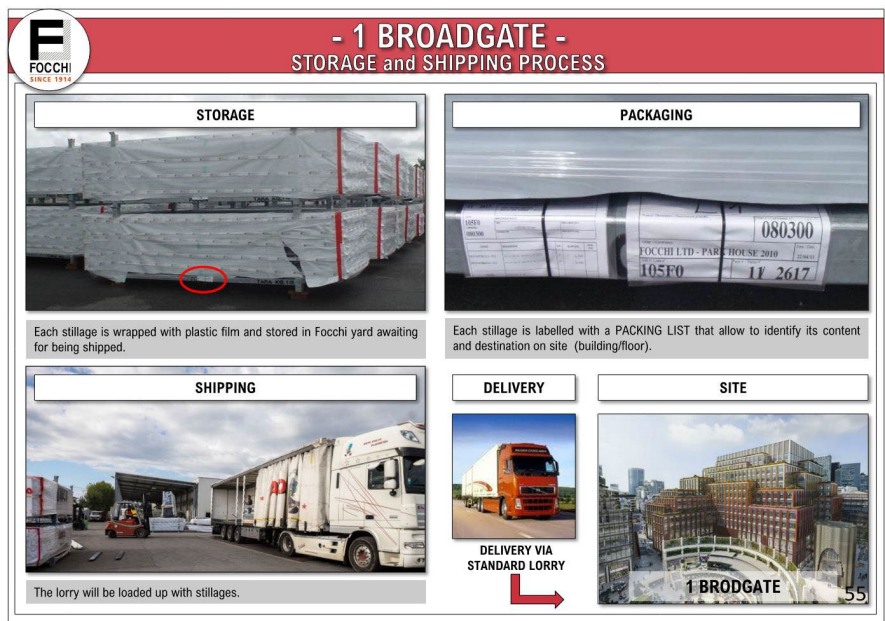 - 1 BROADGATE -
STORAGE and SHIPPING PROCESS
FOCCHI
SINCE 1914
STORAGE
Each stillage is wrapped with plastic film and stored in Focchi yard awaiting
for being shipped.
PACKAGING
105F0
080300
FOCCHI LTD - PARK HOUSE 2010
105F0
2617
Each stillage is labelled with a PACKING LIST that allow to identify its content
and destination on site (building/floor).
SHIPPING
The lorry will be loaded up with stillages.
DELIVERY
DELIVERY VIA
STANDARD LORRY
SITE
1 BRODGATE
55